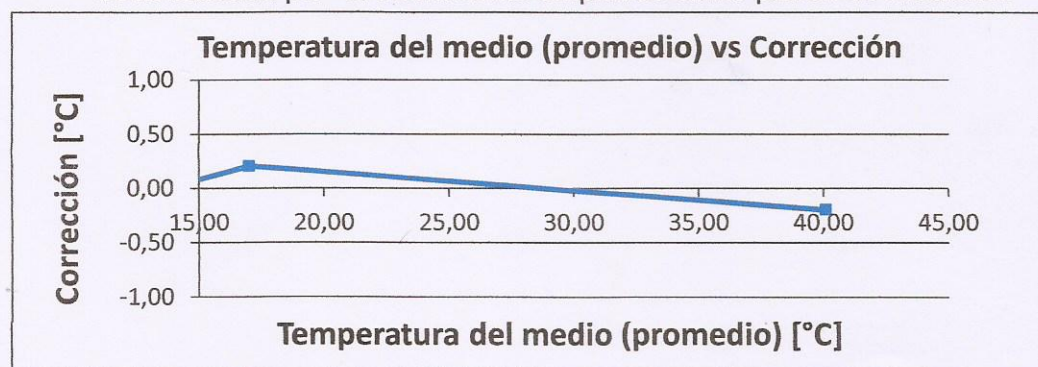 Temperatura del medio (promedio) vs Corrección
Corrección [°C]
1,00
0,50
0,00
-0,50
-1,00
15,00 20,00 25,00 30,00 35,00 40,00 45,00
Temperatura del medio (promedio) [°C]